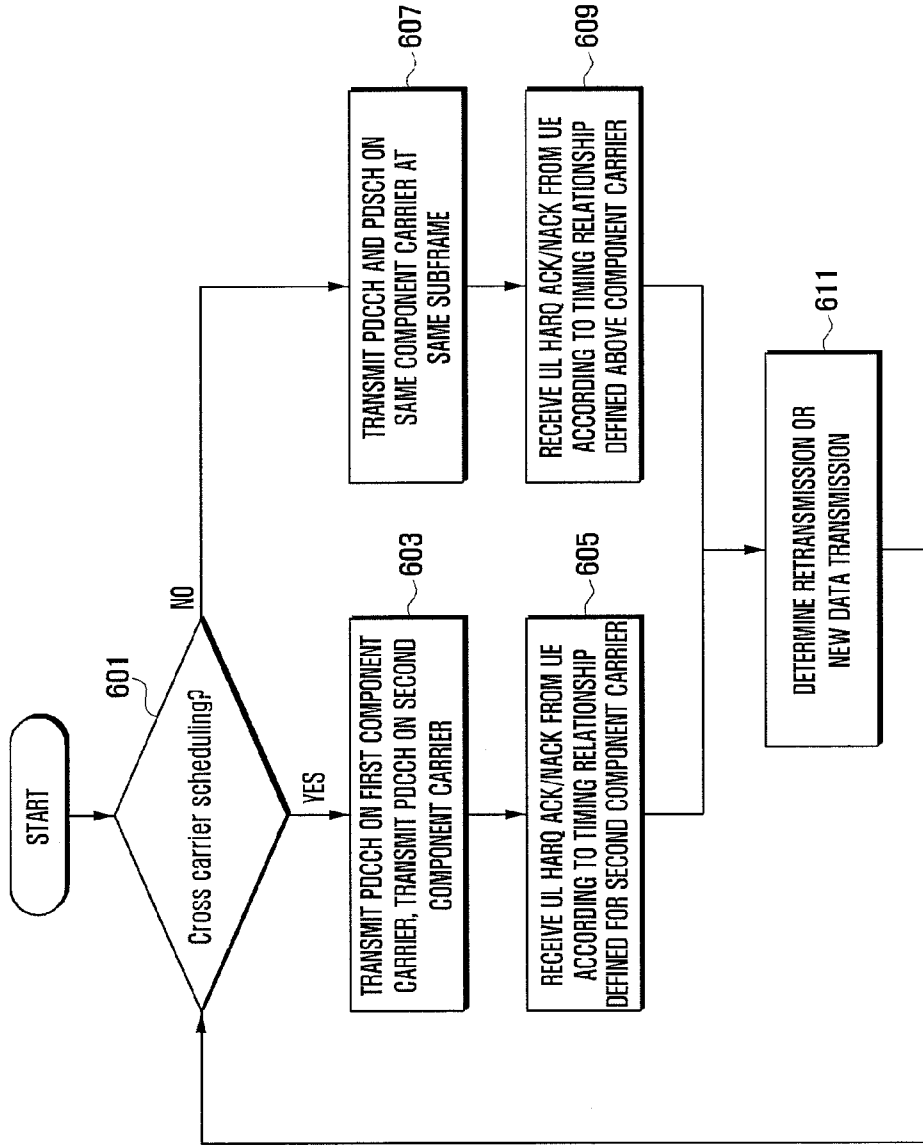 START
601
Cross carrier scheduling?
YES
NO
603
TRANSMIT PDCCH ON FIRST COMPONENT
CARRIER, TRANSMIT PDCCH ON SECOND
COMPONENT CARRIER
605
RECEIVE UL HARQ ACK/NACK FROM UE
ACCORDING TO TIMING RELATIONSHIP
DEFINED FOR SECOND COMPONENT CARRIER
607
TRANSMIT PDCCH AND PDSCH ON
SAME COMPONENT CARRIER AT
SAME SUBFRAME
609
RECEIVE UL HARQ ACK/NACK FROM UE
ACCORDING TO TIMING RELATIONSHIP
DEFINED ABOVE COMPONENT CARRIER
611
DETERMINE RETRANSMISSION OR
NEW DATA TRANSMISSION